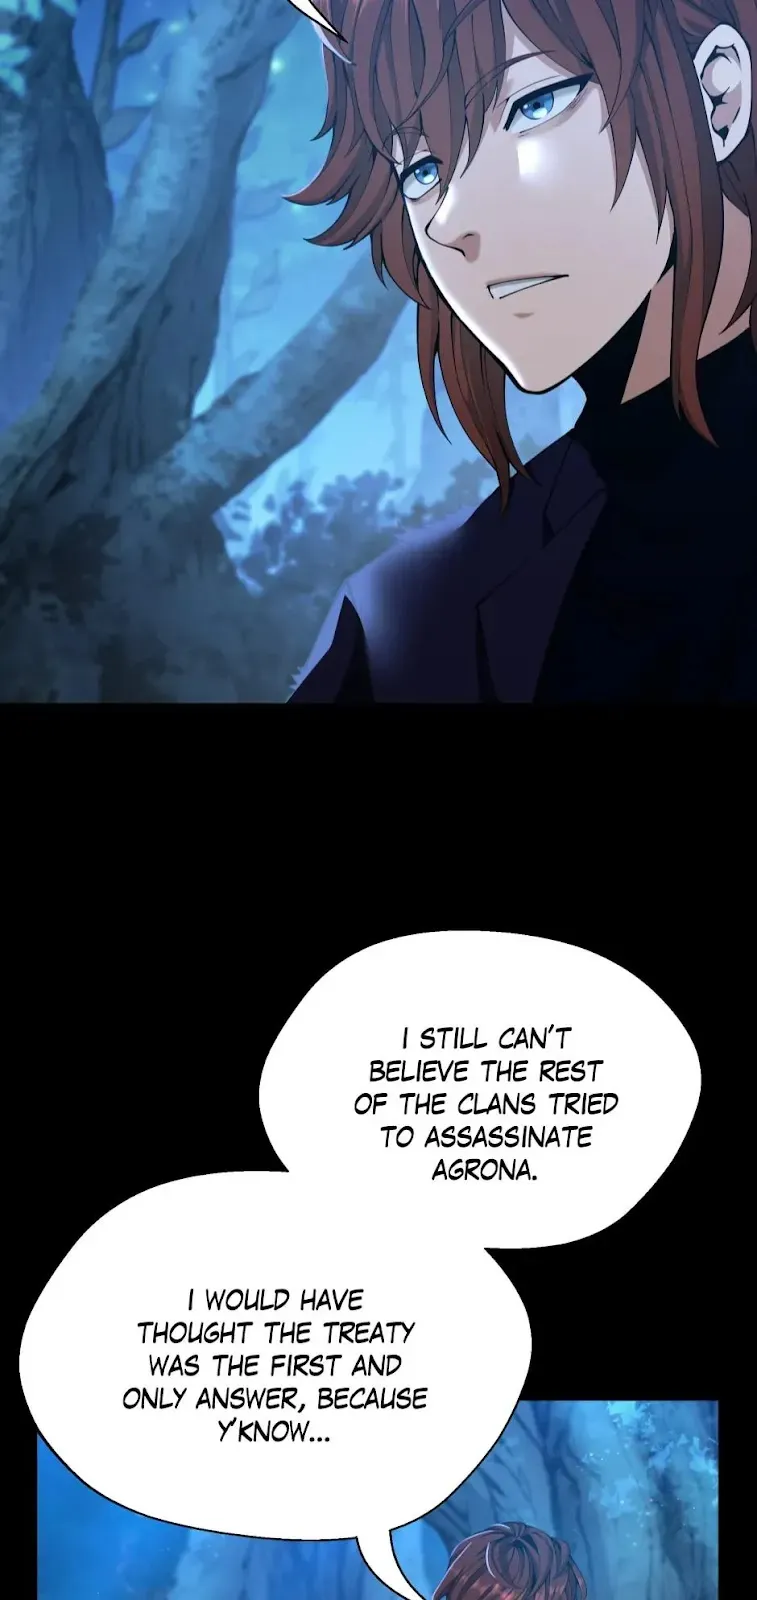 I STILL CAN'T
BELIEVE THE REST
OF THE CLANS TRIED
TO ASSASSINATE
AGRONA.
I WOULD HAVE
THOUGHT THE TREATY
WAS THE FIRST AND
ONLY ANSWER, BECAUSE
Y'KNOW...